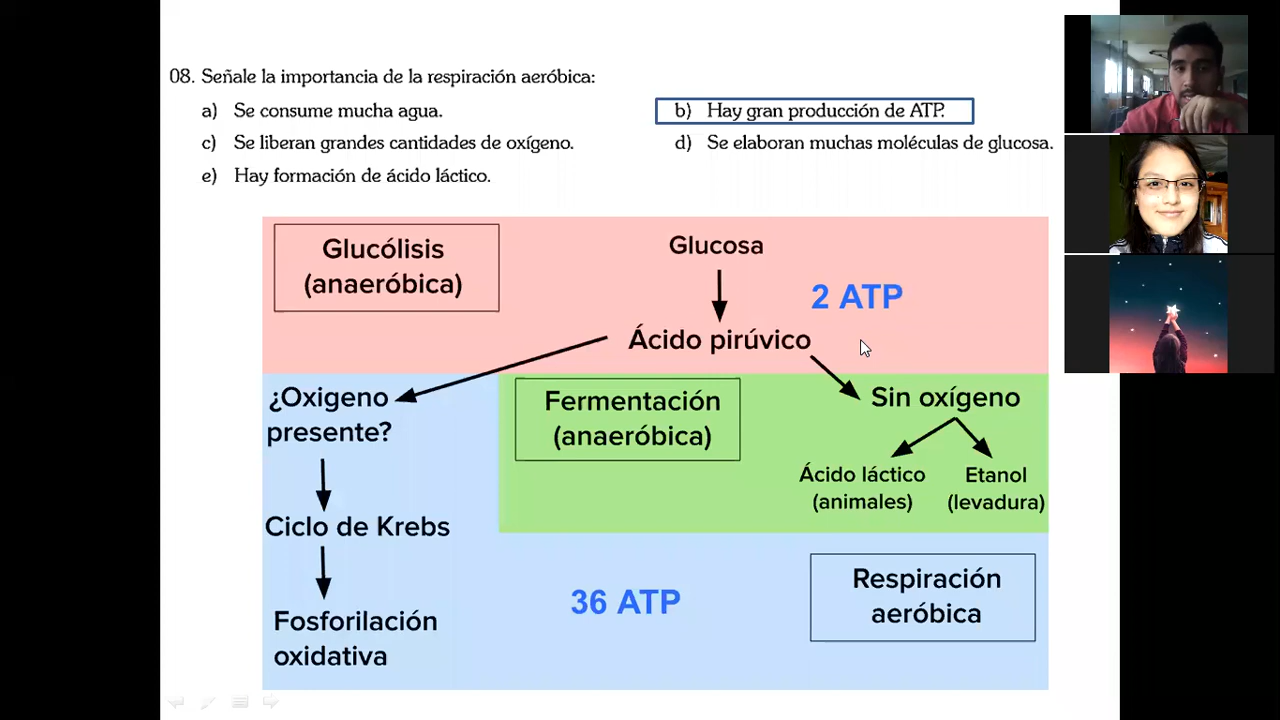 08. Señale la importancia de la respiración aeróbica:
a) Se consume mucha agua.
b) Hay gran producción de ATP.
c) Se liberan grandes cantidades de oxígeno.
d) Se elaboran muchas moléculas de glucosa.
e) Hay formación de ácido láctico.
Glucólisis
(anaeróbica)
Glucosa
2 ATP
Ácido pirúvico
¿Oxigeno
presente?
Fermentación
(anaeróbica)
Sin oxígeno
Ácido láctico
(animales)
Etanol
(levadura)
Ciclo de Krebs
Fosforilación
oxidativa
36 ATP
Respiración
aeróbica